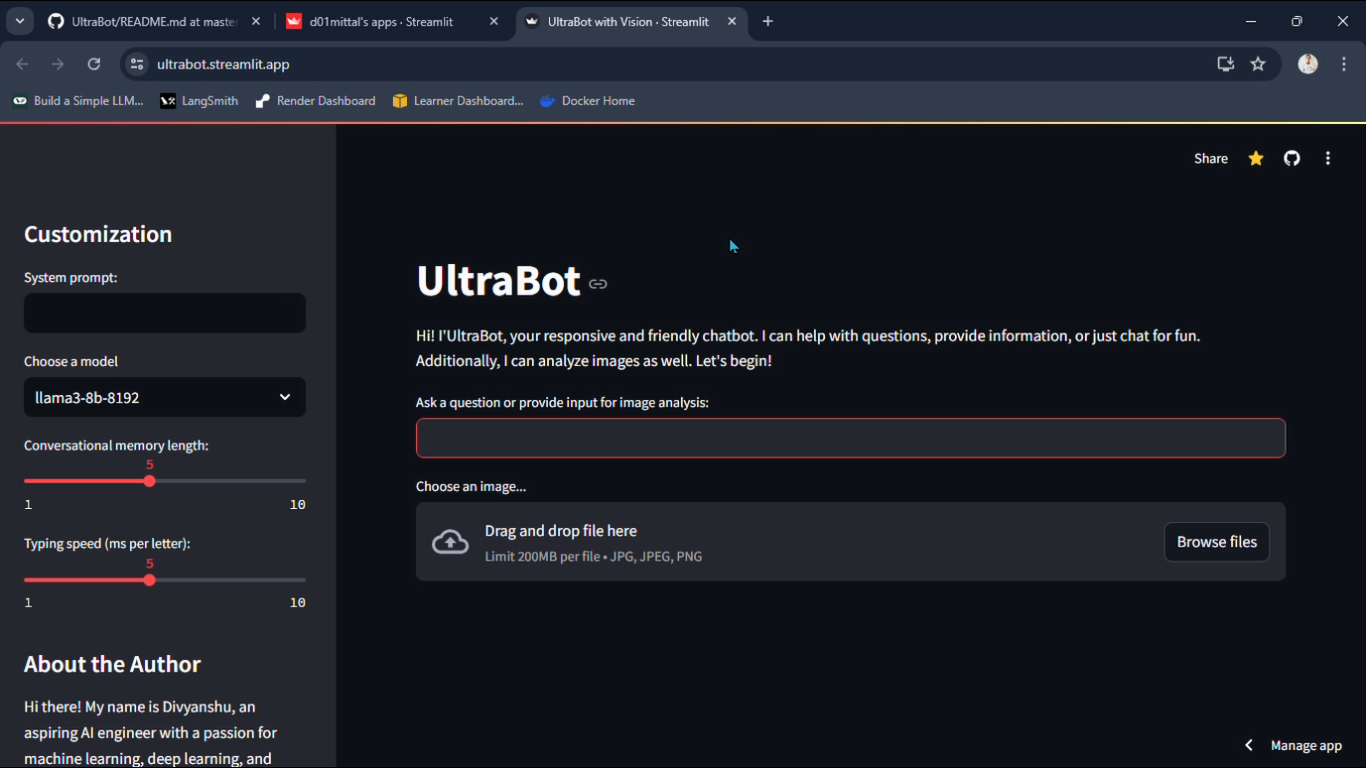 UltraBot/README.md at maste
d01mittal's apps · Streamlit
UltraBot with Vision · Streamlit
ultrabot.streamlit.app
Build a Simple LLM...
LangSmith
Render Dashboard
Learner Dashboard...
Docker Home
Share
Customization
System prompt:
Choose a model
llama3-8b-8192
Conversational memory length:
5
1
10
Typing speed (ms per letter):
5
1
10
About the Author
Hi there! My name is Divyanshu, an
aspiring AI engineer with a passion for
machine learning, deep learning, and
UltraBot
Hi! I'UltraBot, your responsive and friendly chatbot. I can help with questions, provide information, or just chat for fun.
Additionally, I can analyze images as well. Let's begin!
Ask a question or provide input for image analysis:
Choose an image...
Drag and drop file here
Limit 200MB per file • JPG, JPEG, PNG
Browse files
Manage app